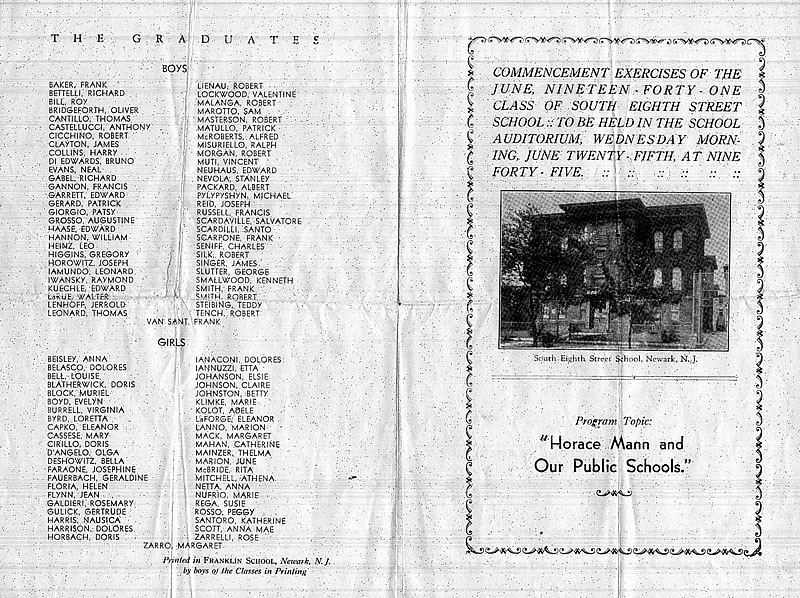 THE GRADUATES
BOYS
BAKER, FRANK
BETTELLI, RICHARD
BILL, ROY
BRIDGEFORTH, OLIVER
CANTILLO, THOMAS
CASTELLUCCI, ANTHONY
CICCHINO, ROBERT
CLAYTON, JAMES
COLLINS, HARRY
DI EDWARDS, BRUNO
EVANS, NEAL
GABEL, RICHARD
GANNON, FRANCIS
GARRETT, EDWARD
GERARD, PATRICK
GIORGIO, PATSY
GROSSO, AUGUSTINE
HAASE, EDWARD
HANNON, WILLIAM
HEINZ, LEO
HIGGINS, GREGORY
HOROWITZ, JOSEPH
IAMUNDO, LEONARD
IWANSKY, RAYMOND
KUECHLE, EDWARD
LaRUE, WALTER
LENHOFF, JERROLD
LEONARD, THOMAS
LIENAU, ROBERT
LOCKWOOD, VALENTINE
MALANGA, ROBERT
MAROTTO, SAM
MASTERSON, ROBERT
MATULLO, PATRICK
McROBERTS, ALFRED
MISURIELLO, RALPH
MORGAN, ROBERT
MUTI, VINCENT
NEUHAUS, EDWARD
NEVOLA, STANLEY
PACKARD, ALBERT
PYLYPYSHYN, MICHAEL
REID, JOSEPH
RUSSELL, FRANCIS
SCARDAVILLE, SALVATORE
SCARDILLI, SANTO
SCARPONE, FRANK
SENIFF, CHARLES
SILK, ROBERT
SINGER, JAMES
SLUTTER, GEORGE
SMALLWOOD, KENNETH
SMITH, FRANK
SMITH, ROBERT
STEIBING, TEDDY
TENCH, ROBERT
VAN SANT, FRANK
GIRLS
BEISLEY, ANNA
BELASCO, DOLORES
BELL, LOUISE
BLATHERWICK, DORIS
BLOCK, MURIEL
BOYD, EVELYN
BURRELL, VIRGINIA
BYRD, LORETTA
CAPKO, ELEANOR
CASSESE, MARY
CIRILLO, DORIS
D'ANGELO, OLGA
DESHOWITZ, BELLA
FARAONE, JOSEPHINE
FAUERBACH, GERALDINE
FLORIA, HELEN
FLYNN, JEAN
GALDIERI, ROSEMARY
GULICK, GERTRUDE
HARRIS, NAUSICA
HARRISON, DOLORES
HORBACH, DORIS
IANACONI, DOLORES
IANNUZZI, ETTA
JOHANSON, ELSIE
JOHNSON, CLAIRE
JOHNSTON, BETTY
KLIMKE, MARIE
KOLOT, ADELE
LaFORGE, ELEANOR
LANNO, MARION
MACK, MARGARET
MAHAN, CATHERINE
MAINZER, THELMA
MARION, JUNE
McBRIDE, RITA
MITCHELL, ATHENA
NETTA, ANNA
NUFRIO, MARIE
REGA, SUSIE
ROSSO, PEGGY
SANTORO, KATHERINE
SCOTT, ANNA MAE
ZARRELLI, ROSE
ZARRO, MARGARET
Printed in FRANKLIN SCHOOL, Newark, N. J.
by boys of the Classes in Printing
COMMENCEMENT EXERCISES OF THE
JUNE, NINETEEN - FORTY - ONE
CLASS OF SOUTH EIGHTH STREET
SCHOOL :: TO BE HELD IN THE SCHOOL
AUDITORIUM, WEDNESDAY MORN-
ING, JUNE TWENTY - FIFTH, AT NINE
FORTY - FIVE. :: :: :: :: :: ::
South Eighth Street School, Newark, N. J.
Program Topic:
"Horace Mann and
Our Public Schools."